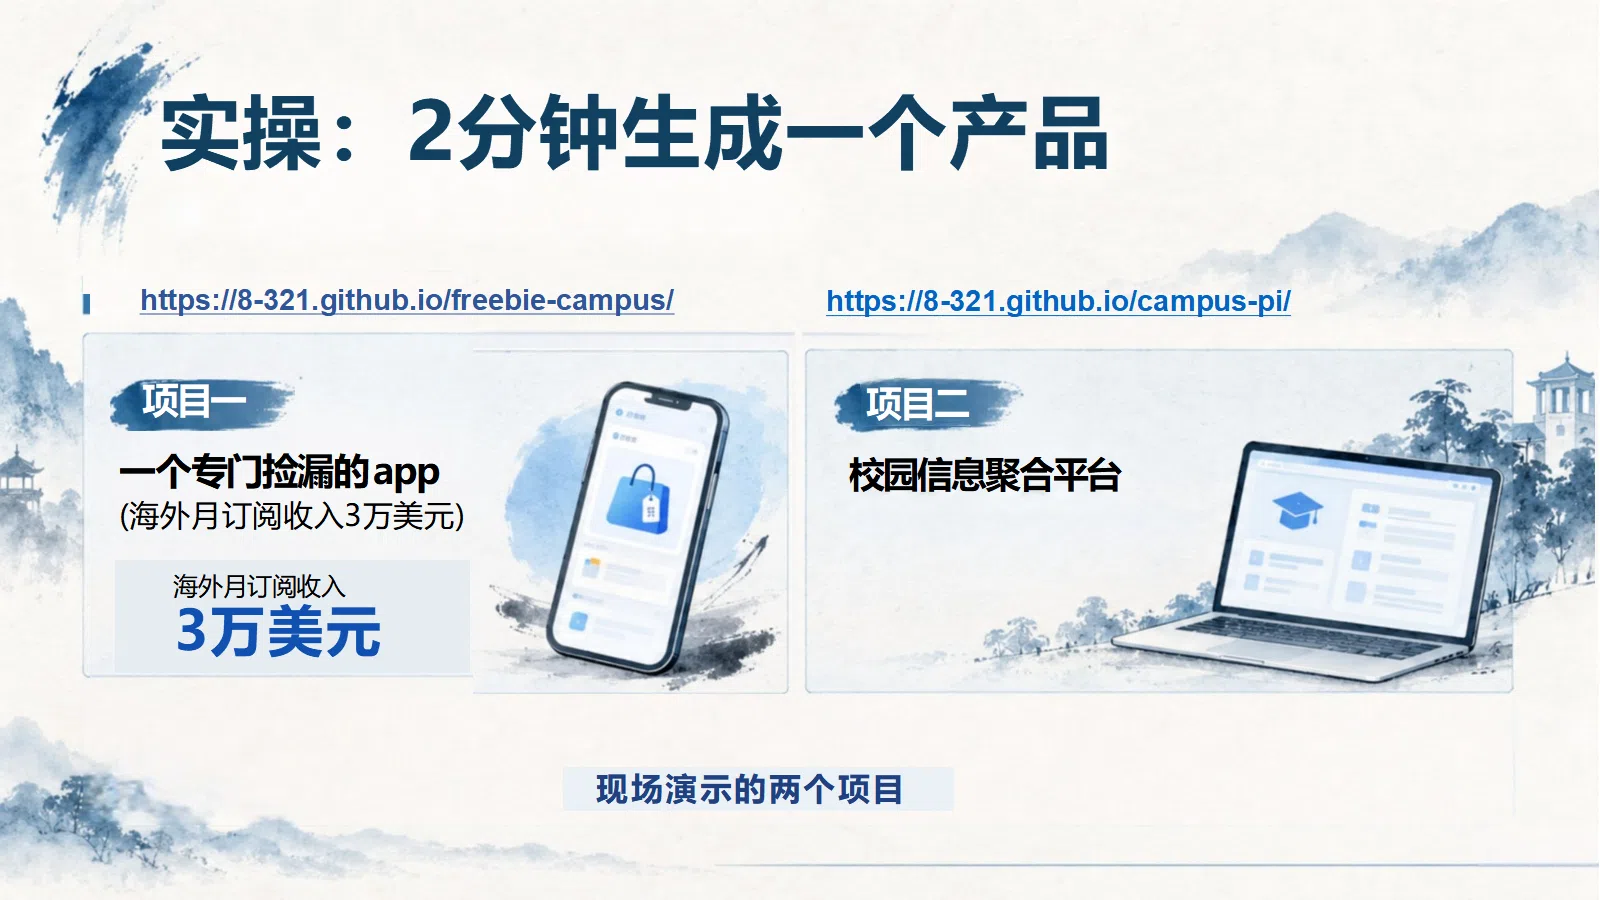 实操：2分钟生成一个产品
https://8-321.github.io/freebie-campus/
https://8-321.github.io/campus-pi/
项目一
一个专门捡漏的app
(海外月订阅收入3万美元)
海外月订阅收入
3万美元
项目二
校园信息聚合平台
现场演示的两个项目